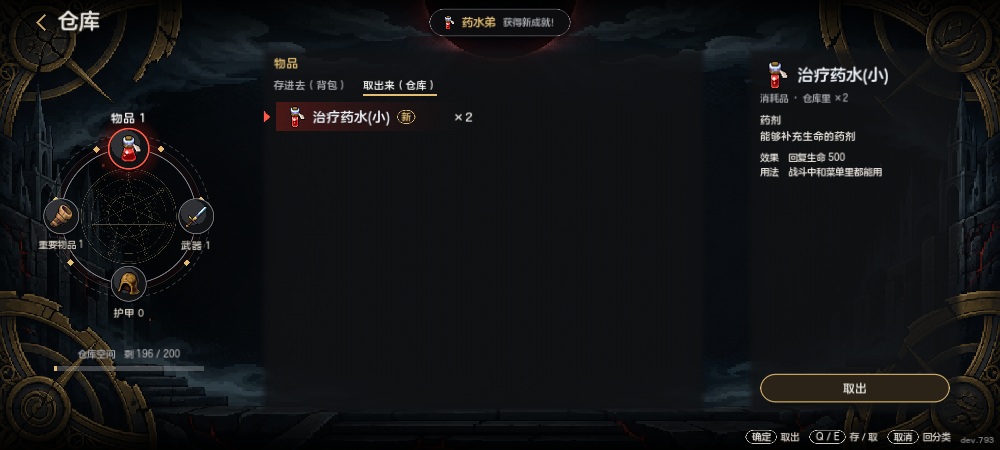 仓库
药水弟 获得新成就!
物品
存进去（背包） 取出来（仓库）
治疗药水(小) 新 ×2
物品 1
重要物品 1
武器 1
护甲 0
仓库空间 剩 196 / 200
治疗药水(小)
消耗品 · 仓库里 ×2
药剂
能够补充生命的药剂
效果 回复生命 500
用法 战斗中和菜单里都能用
取出
确定 取出 Q / E 存 / 取 取消 回分类
dev.793